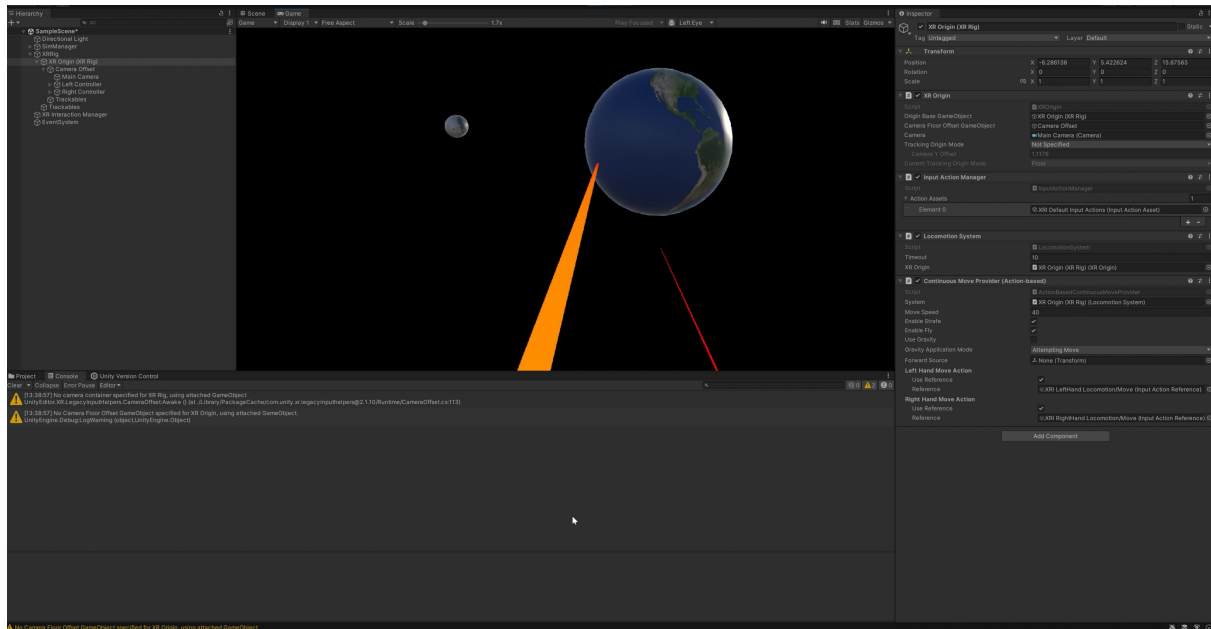 Hierarchy
SampleScene*
Directional Light
SimManager
XRRig
XR Origin (XR Rig)
Camera Offset
Main Camera
Left Controller
Right Controller
Trackables
Trackables
XR Interaction Manager
EventSystem
Scene Game
Game Display 1 Free Aspect Scale 1.7x Play Focused Left Eye Stats Gizmos
Project Console Unity Version Control
Clear Collapse Error Pause Editor 0 2 0
[13:38:57] No camera container specified for XR Rig, using attached GameObject
UnityEditor.XR.LegacyInputHelpers.CameraOffset:Awake () (at ./Library/PackageCache/com.unity.xr.legacyinputhelpers@2.1.10/Runtime/CameraOffset.cs:113)
[13:38:57] No Camera Floor Offset GameObject specified for XR Origin, using attached GameObject.
UnityEngine.Debug:LogWarning (object,UnityEngine.Object)
No Camera Floor Offset GameObject specified for XR Origin, using attached GameObject.
Inspector
XR Origin (XR Rig) Static
Tag Untagged Layer Default
Transform
Position X -6.286136 Y 5.422624 Z 15.67563
Rotation X 0 Y 0 Z 0
Scale X 1 Y 1 Z 1
XR Origin
Script XROrigin
Origin Base GameObject XR Origin (XR Rig)
Camera Floor Offset GameObject Camera Offset
Camera Main Camera (Camera)
Tracking Origin Mode Not Specified
Camera Y Offset 1.1176
Current Tracking Origin Mode Floor
Input Action Manager
Script InputActionManager
Action Assets 1
Element 0 XRI Default Input Actions (Input Action Asset)
+ -
Locomotion System
Script LocomotionSystem
Timeout 10
XR Origin XR Origin (XR Rig) (XR Origin)
Continuous Move Provider (Action-based)
Script ActionBasedContinuousMoveProvider
System XR Origin (XR Rig) (Locomotion System)
Move Speed 40
Enable Strafe
Enable Fly
Use Gravity
Gravity Application Mode Attempting Move
Forward Source None (Transform)
Left Hand Move Action
Use Reference
Reference XRI LeftHand Locomotion/Move (Input Action Reference)
Right Hand Move Action
Use Reference
Reference XRI RightHand Locomotion/Move (Input Action Reference)
Add Component